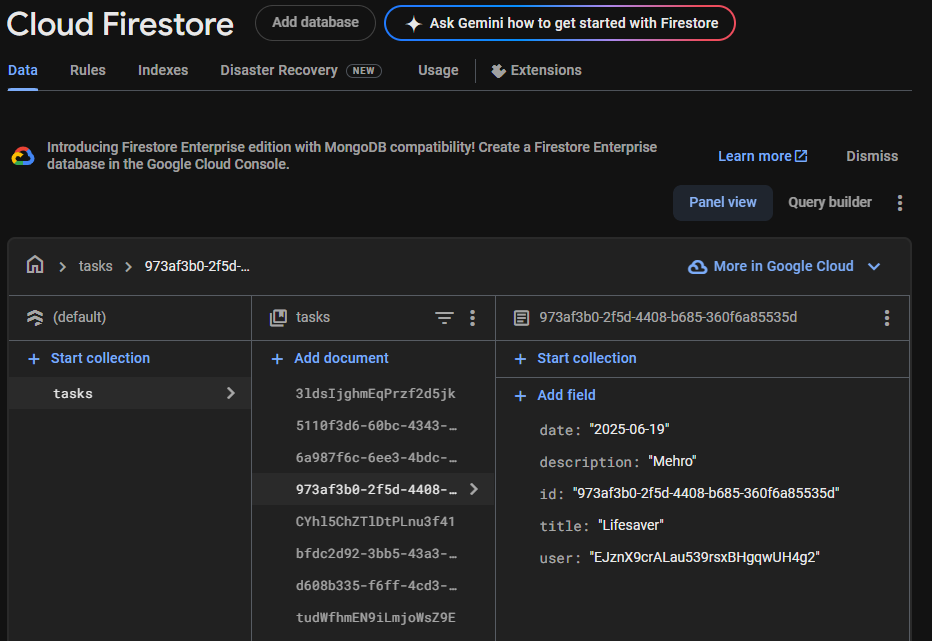 Cloud Firestore
Add database
Ask Gemini how to get started with Firestore
Data
Rules
Indexes
Disaster Recovery
NEW
Usage
Extensions
Introducing Firestore Enterprise edition with MongoDB compatibility! Create a Firestore Enterprise
database in the Google Cloud Console.
Learn more
Dismiss
Panel view
Query builder
tasks
973af3b0-2f5d-...
More in Google Cloud
(default)
+ Start collection
tasks
tasks
+ Add document
3ldsIjghmEqPrzf2d5jk
5110f3d6-60bc-4343-…
6a987f6c-6ee3-4bdc-…
973af3b0-2f5d-4408-…
CYhl5ChZTlDtPLnu3f41
bfdc2d92-3bb5-43a3-…
d608b335-f6ff-4cd3-…
tudWfhmEN9iLmjoWsZ9E
973af3b0-2f5d-4408-b685-360f6a85535d
+ Start collection
+ Add field
date: "2025-06-19"
description: "Mehro"
id: "973af3b0-2f5d-4408-b685-360f6a85535d"
title: "Lifesaver"
user: "EJznX9crALau539rsxBHgqwUH4g2"